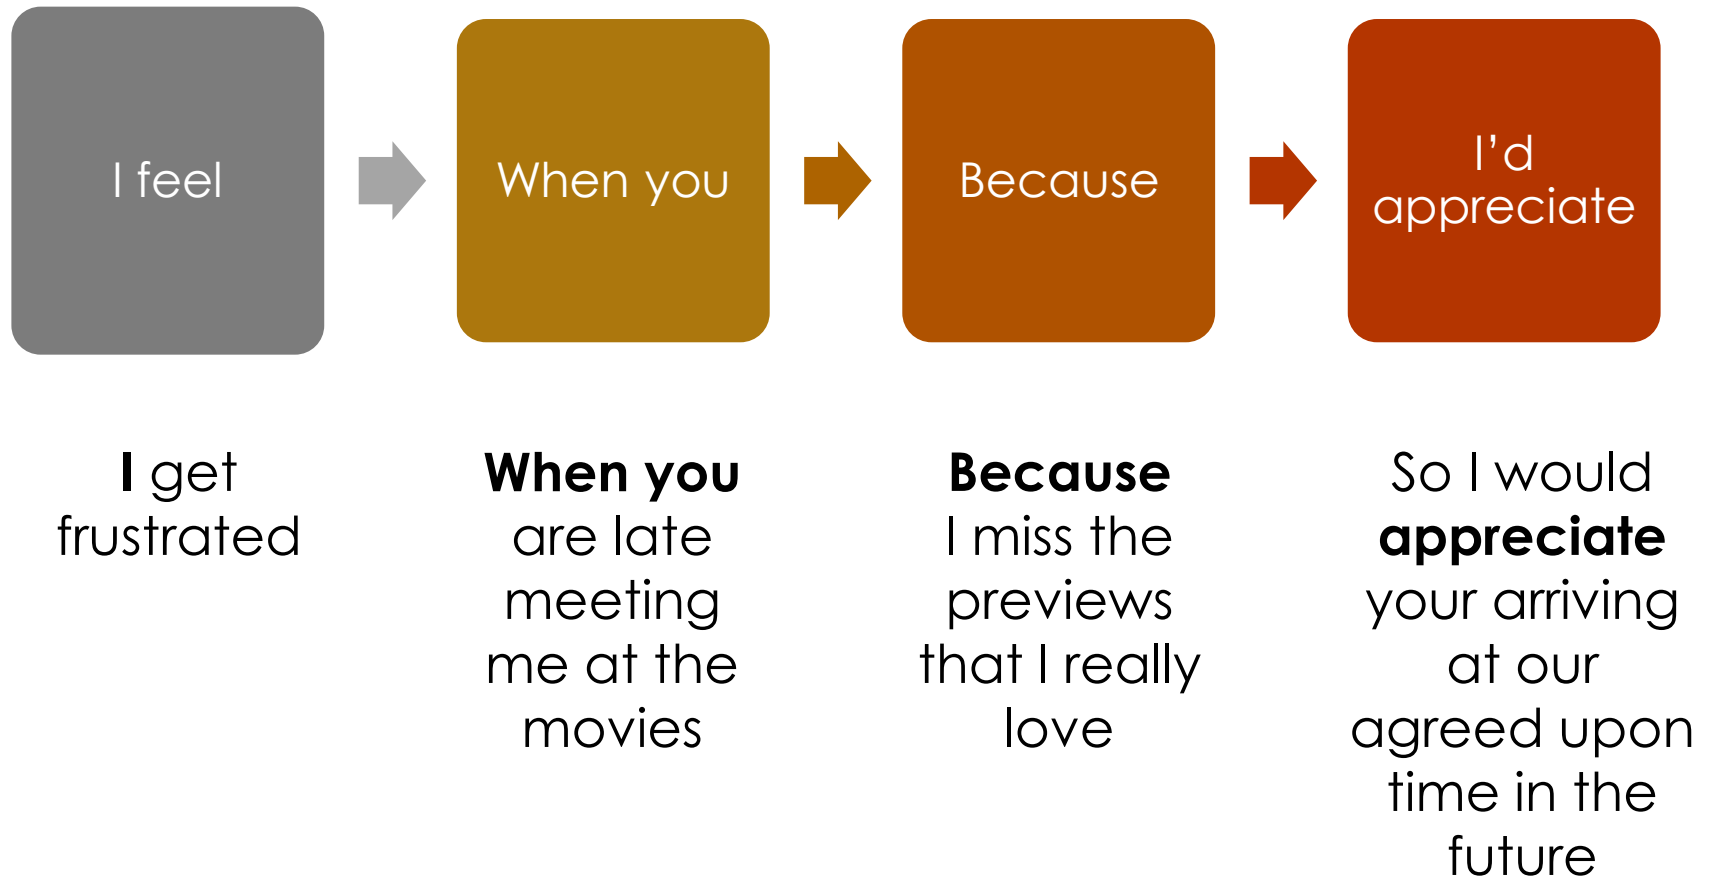 I feel
When you
Because
I’d
appreciate
I get
frustrated
When you
are late
meeting
me at the
movies
Because
I miss the
previews
that I really
love
So I would
appreciate
your arriving
at our
agreed upon
time in the
future